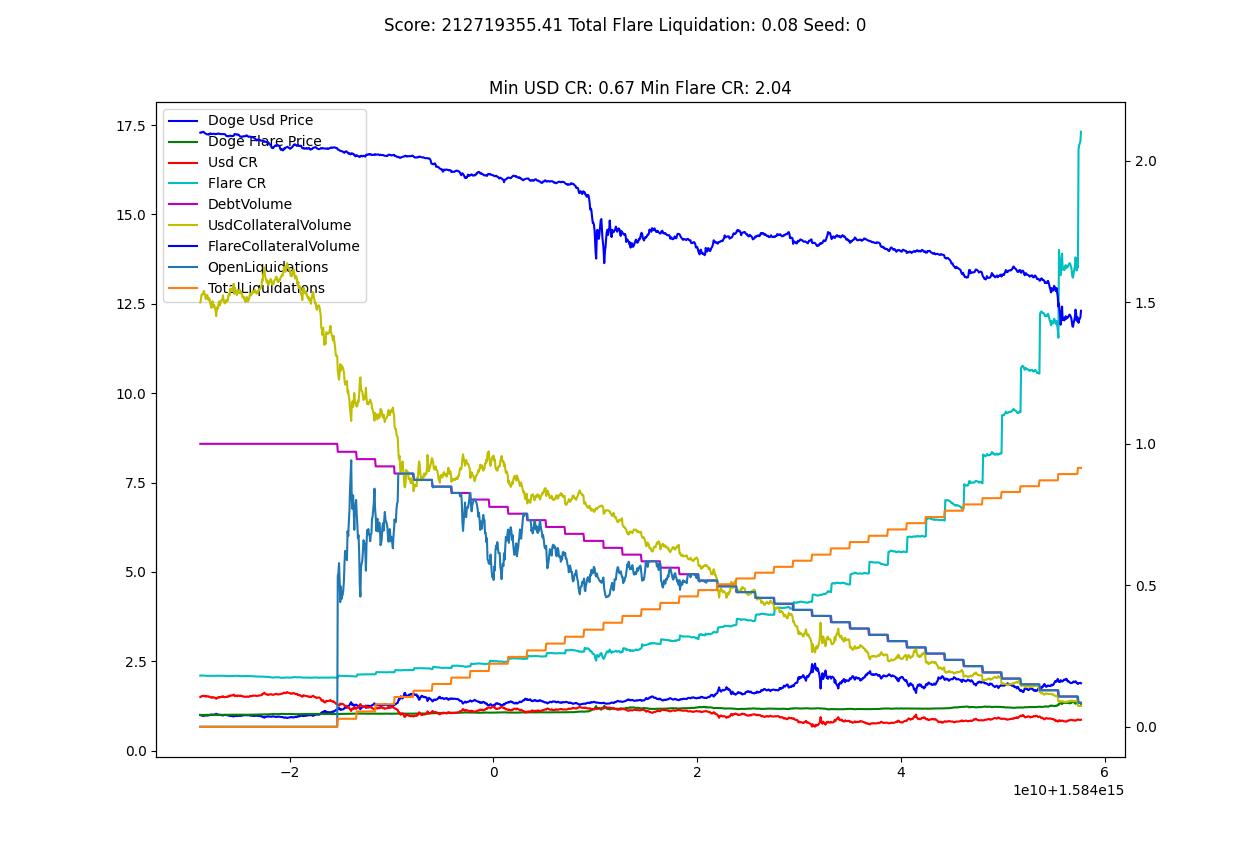 Score: 212719355.41 Total Flare Liquidation: 0.08 Seed: 0
Min USD CR: 0.67 Min Flare CR: 2.04
Doge Usd Price
Doge Flare Price
Usd CR
Flare CR
DebtVolume
UsdCollateralVolume
FlareCollateralVolume
OpenLiquidations
TotalLiquidations
17.5
15.0
12.5
10.0
7.5
5.0
2.5
0.0
2.0
1.5
1.0
0.5
0.0
−2 0 2 4 6
1e10+1.584e15